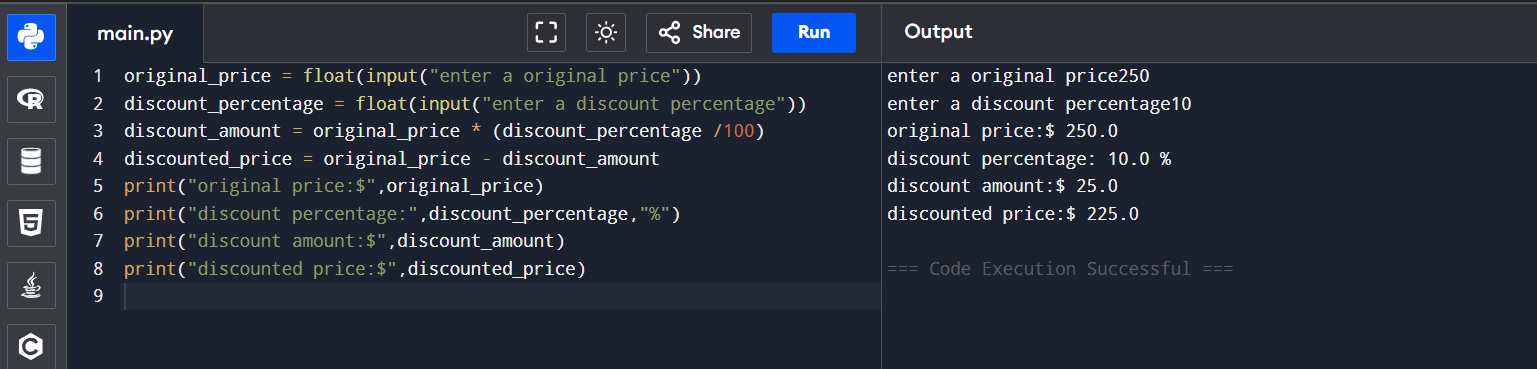 main.py
Share
Run
Output
1 original_price = float(input("enter a original price"))
2 discount_percentage = float(input("enter a discount percentage"))
3 discount_amount = original_price * (discount_percentage /100)
4 discounted_price = original_price - discount_amount
5 print("original price:$",original_price)
6 print("discount percentage:",discount_percentage,"%")
7 print("discount amount:$",discount_amount)
8 print("discounted price:$",discounted_price)
9
enter a original price250
enter a discount percentage10
original price:$ 250.0
discount percentage: 10.0 %
discount amount:$ 25.0
discounted price:$ 225.0
=== Code Execution Successful ===
R
5
C